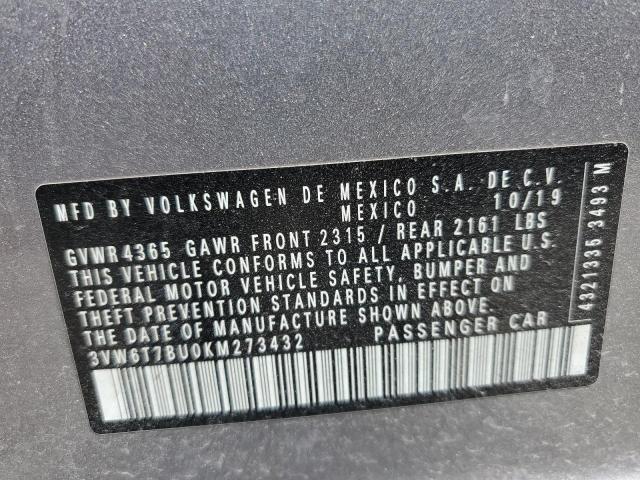 MFD BY VOLKSWAGEN DE MEXICO S.A. DE C.V.
MEXICO 10/19
GVWR4365 GAWR FRONT 2315 / REAR 2161 LBS
THIS VEHICLE CONFORMS TO ALL APPLICABLE U.S.
FEDERAL MOTOR VEHICLE SAFETY, BUMPER AND
THEFT PREVENTION STANDARDS IN EFFECT ON
THE DATE OF MANUFACTURE SHOWN ABOVE.
3VW6T7BU0KM273432 PASSENGER CAR
4321335 3493 M